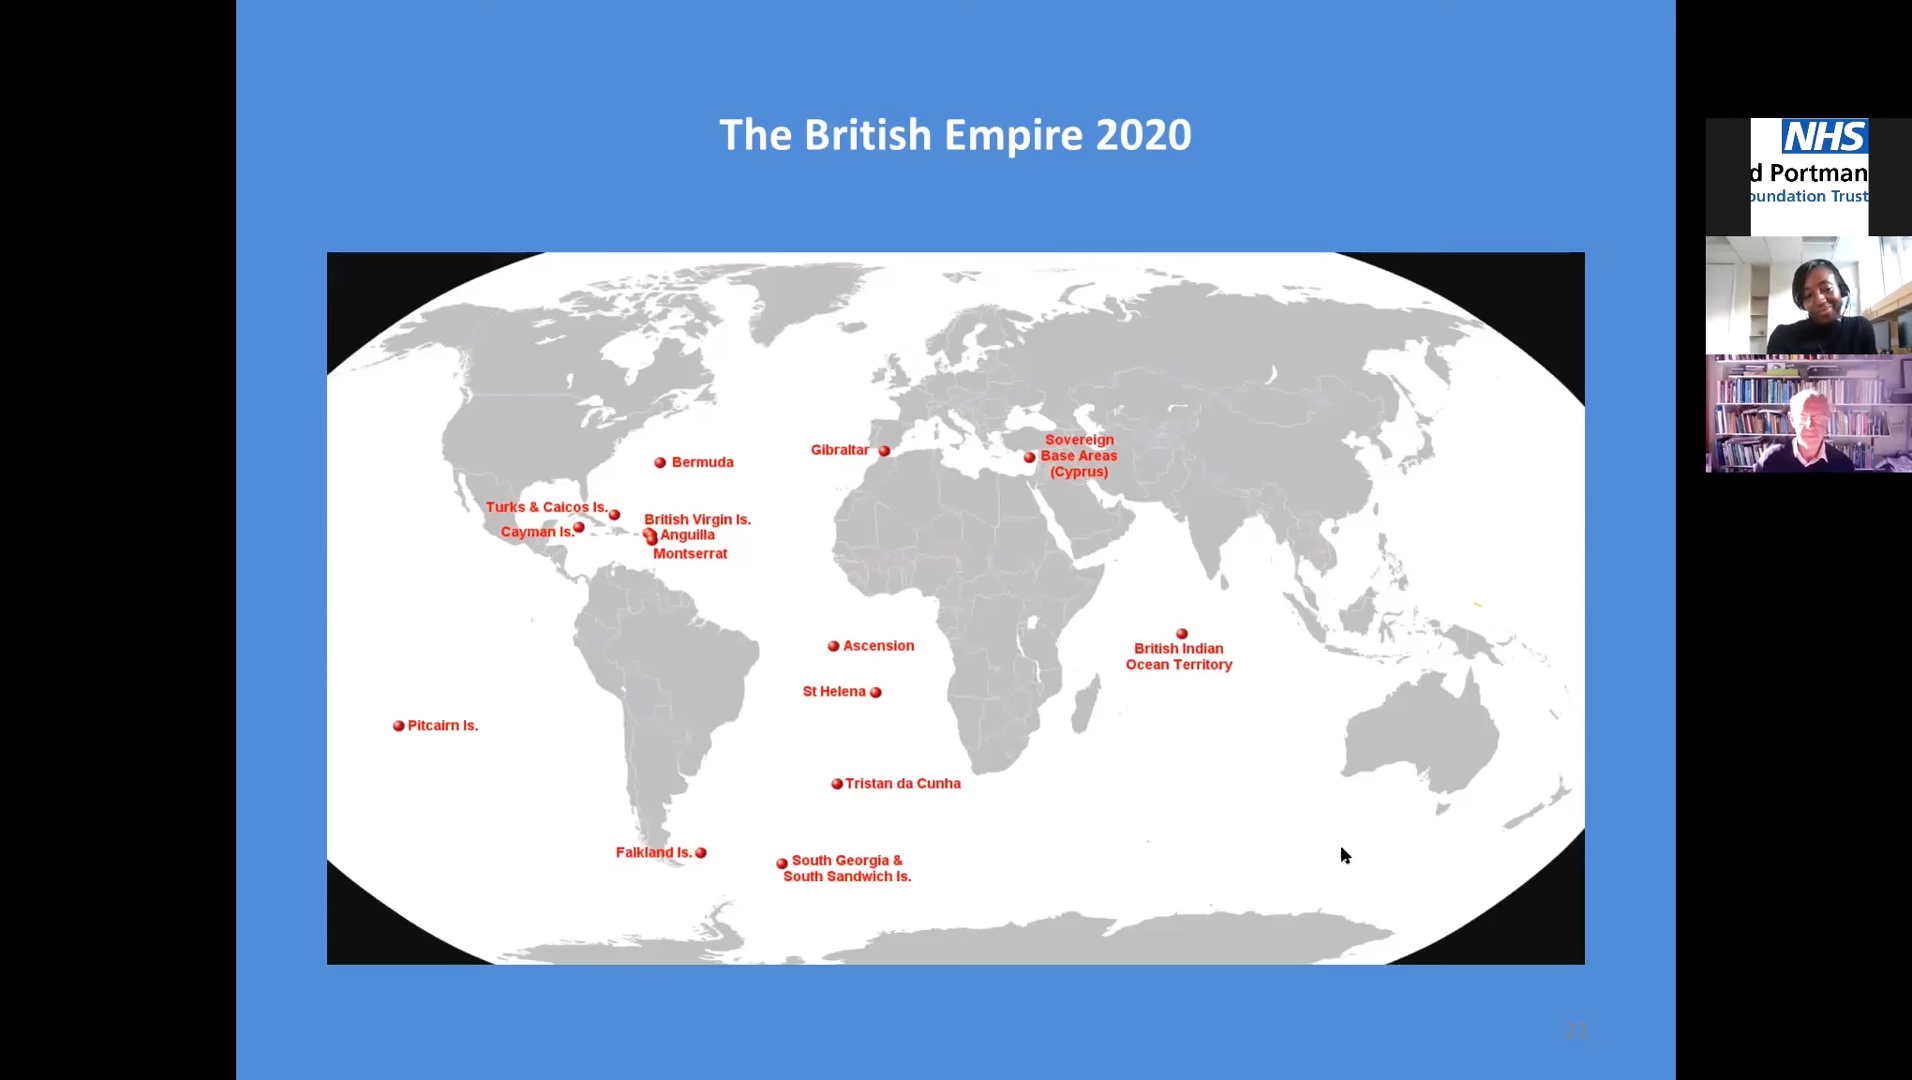 The British Empire 2020
NHS
d Portman
oundation Trust
Gibraltar
Sovereign
Base Areas
(Cyprus)
Bermuda
Turks & Caicos Is.
Cayman Is.
British Virgin Is.
Anguilla
Montserrat
Ascension
British Indian
Ocean Territory
St Helena
Pitcairn Is.
Tristan da Cunha
Falkland Is.
South Georgia &
South Sandwich Is.